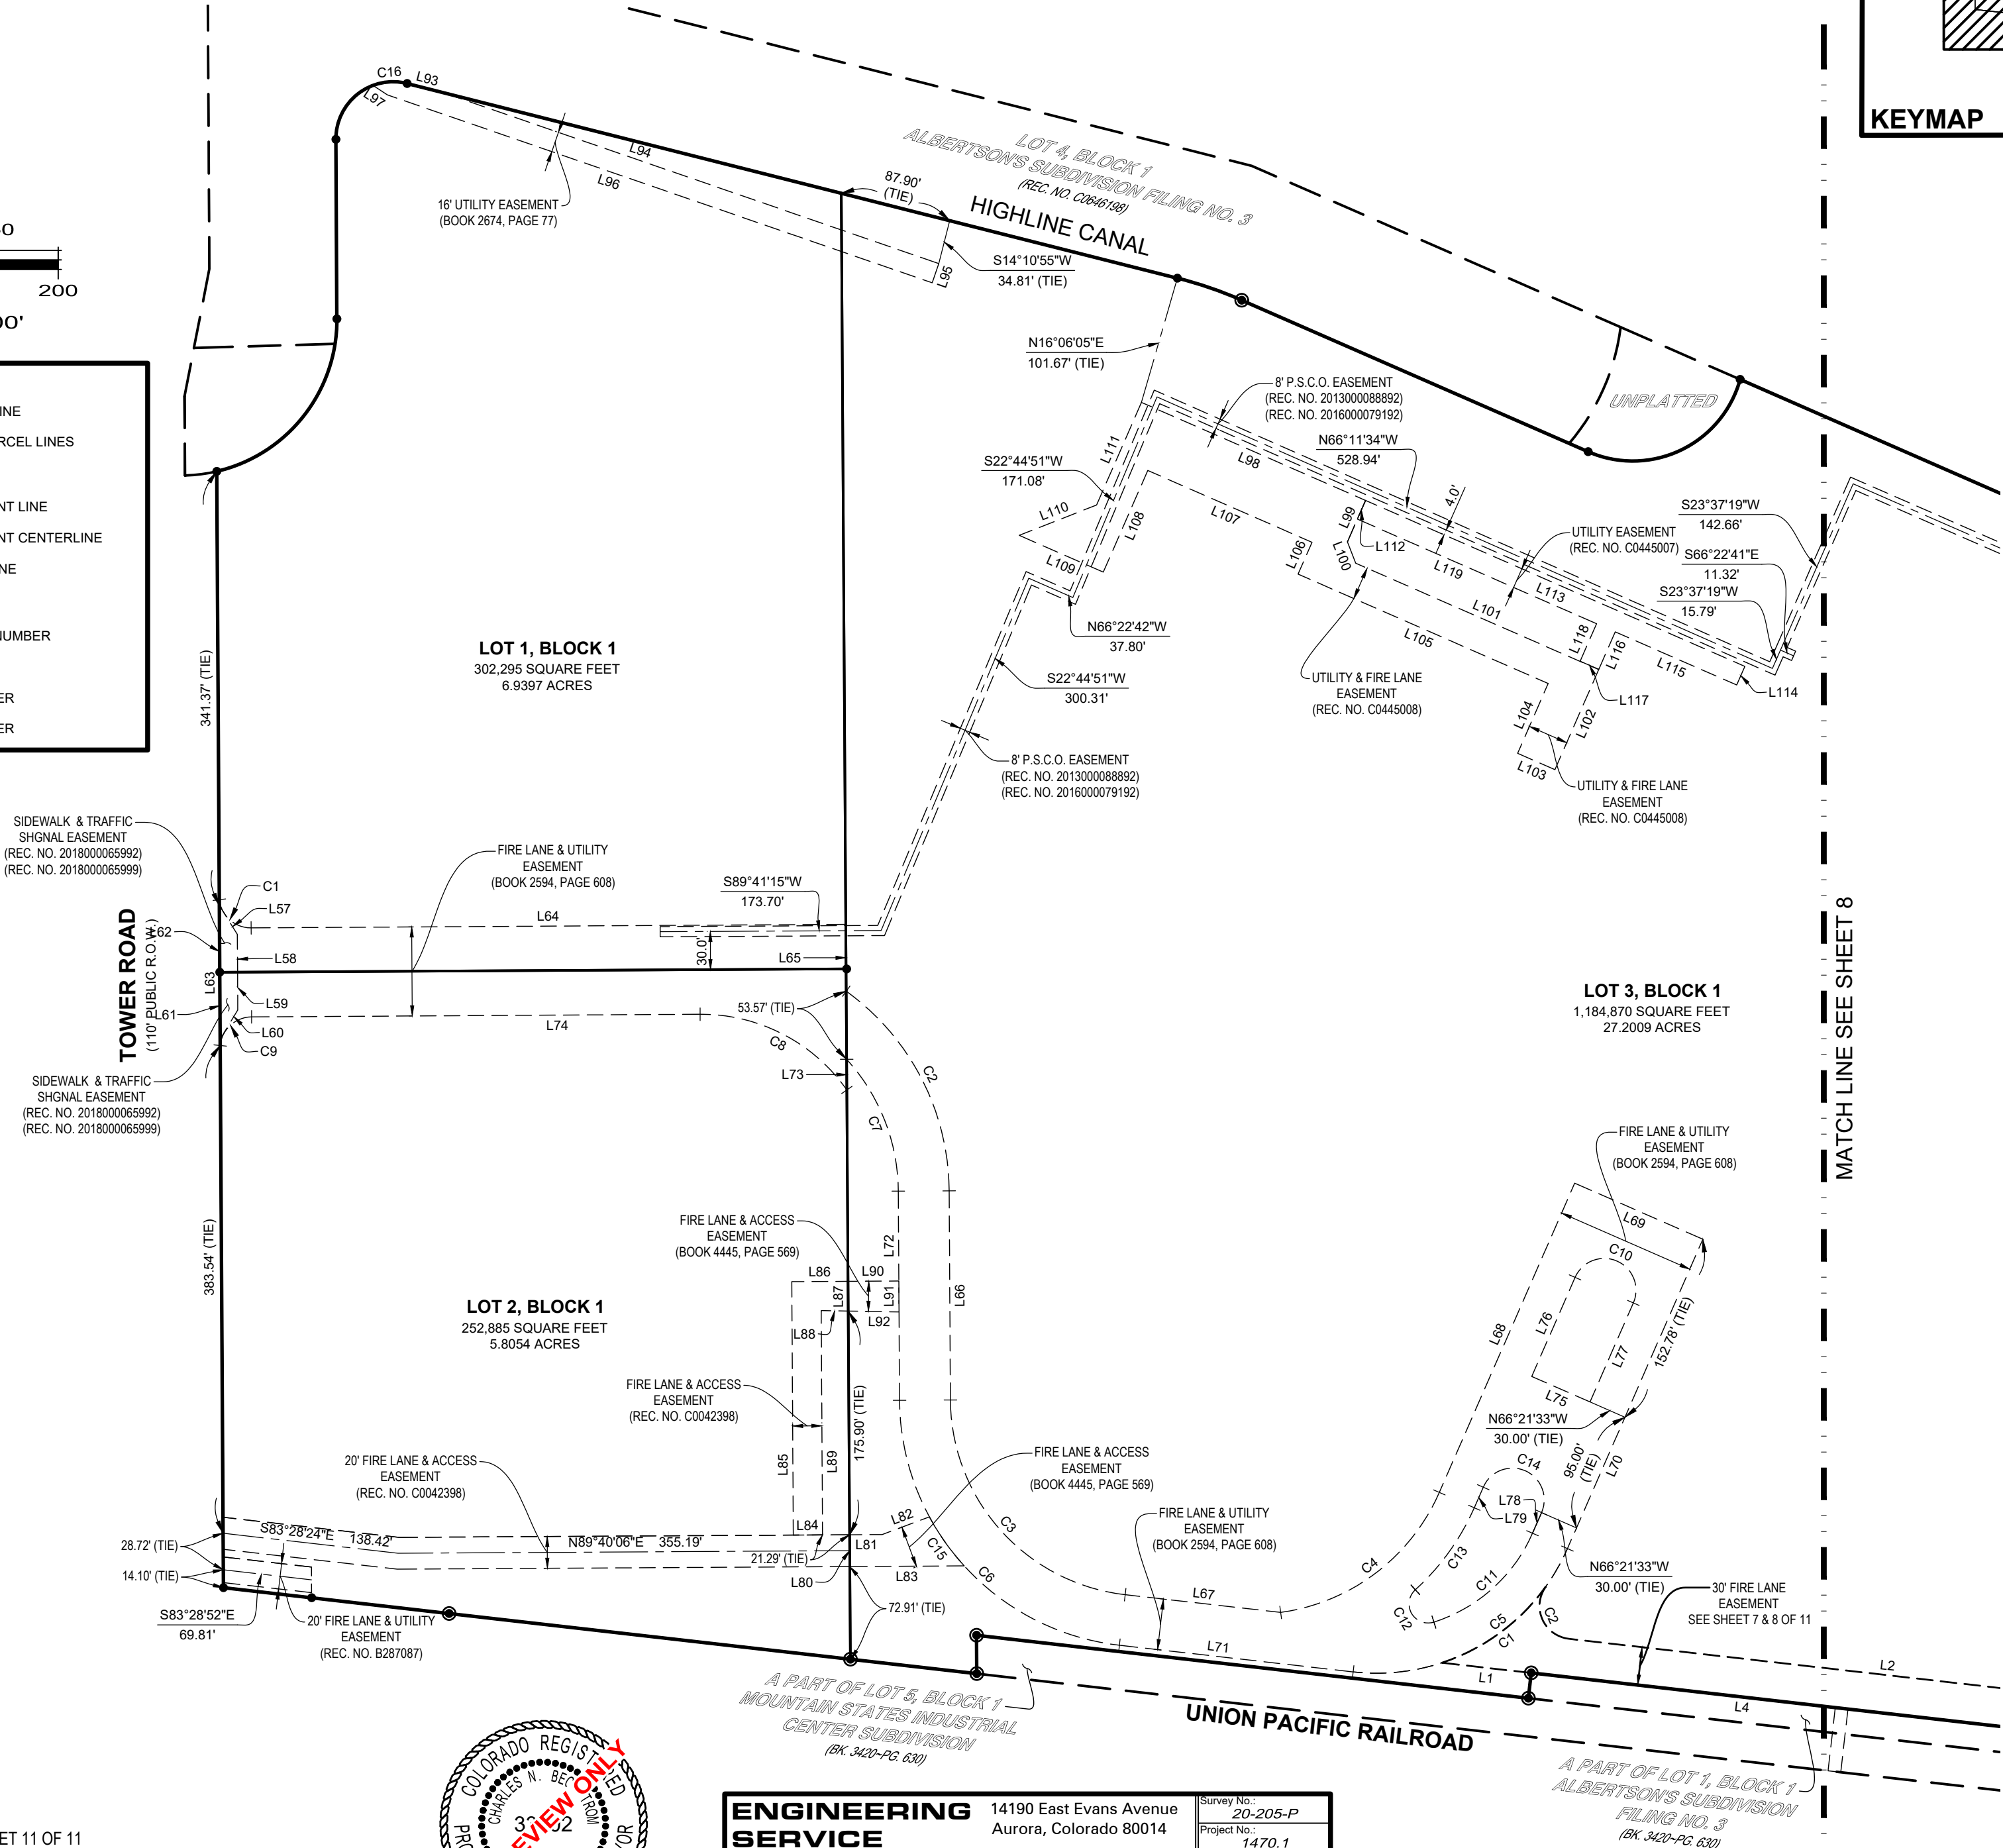 KEYMAP
200
00'
INE
RCEL LINES
NT LINE
NT CENTERLINE
NE
NUMBER
ER
ER
C16
L93
L97
L94
L96
16' UTILITY EASEMENT
(BOOK 2674, PAGE 77)
87.90'
(TIE)
LOT 4, BLOCK 1
ALBERTSON'S SUBDIVISION FILING NO. 3
(REC. NO. C0646198)
HIGHLINE CANAL
L95
S14°10'55"W
34.81' (TIE)
N16°06'05"E
101.67' (TIE)
UNPLATTED
8' P.S.C.O. EASEMENT
(REC. NO. 2013000088892)
(REC. NO. 2016000079192)
N66°11'34"W
528.94'
L111
L98
4.0'
S22°44'51"W
171.08'
L110
L108
L107
L99
L112
L100
L106
L109
L119
L113
L101
UTILITY EASEMENT
(REC. NO. C0445007)
S23°37'19"W
142.66'
S66°22'41"E
11.32'
S23°37'19"W
15.79'
L105
L118
L116
L115
L114
L117
L104
L102
L103
N66°22'42"W
37.80'
S22°44'51"W
300.31'
UTILITY & FIRE LANE
EASEMENT
(REC. NO. C0445008)
UTILITY & FIRE LANE
EASEMENT
(REC. NO. C0445008)
8' P.S.C.O. EASEMENT
(REC. NO. 2013000088892)
(REC. NO. 2016000079192)
LOT 1, BLOCK 1
302,295 SQUARE FEET
6.9397 ACRES
341.37' (TIE)
SIDEWALK & TRAFFIC
SHGNAL EASEMENT
(REC. NO. 2018000065992)
(REC. NO. 2018000065999)
C1
L57
L62
L58
L63
L59
L61
L60
C9
TOWER ROAD
(110' PUBLIC R.O.W.)
FIRE LANE & UTILITY
EASEMENT
(BOOK 2594, PAGE 608)
L64
S89°41'15"W
173.70'
30.0'
L65
53.57' (TIE)
L74
C8
L73
C2
C7
SIDEWALK & TRAFFIC
SHGNAL EASEMENT
(REC. NO. 2018000065992)
(REC. NO. 2018000065999)
LOT 3, BLOCK 1
1,184,870 SQUARE FEET
27.2009 ACRES
MATCH LINE SEE SHEET 8
FIRE LANE & UTILITY
EASEMENT
(BOOK 2594, PAGE 608)
L69
C10
L68
L76
L77
152.78' (TIE)
L75
N66°21'33"W
30.00' (TIE)
95.00'
(TIE)
L70
C14
L78
L79
C13
C11
C12
C5
C1
C2
C4
N66°21'33"W
30.00' (TIE)
30' FIRE LANE
EASEMENT
SEE SHEET 7 & 8 OF 11
383.54' (TIE)
FIRE LANE & ACCESS
EASEMENT
(BOOK 4445, PAGE 569)
L72
L66
L86
L90
L87
L91
L88
L92
LOT 2, BLOCK 1
252,885 SQUARE FEET
5.8054 ACRES
FIRE LANE & ACCESS
EASEMENT
(REC. NO. C0042398)
L85
L89
175.90' (TIE)
FIRE LANE & ACCESS
EASEMENT
(BOOK 4445, PAGE 569)
20' FIRE LANE & ACCESS
EASEMENT
(REC. NO. C0042398)
S83°28'24"E 138.42'
N89°40'06"E 355.19'
L84
L82
L81
21.29' (TIE)
L80
L83
C15
C3
C6
28.72' (TIE)
14.10' (TIE)
S83°28'52"E
69.81'
20' FIRE LANE & UTILITY
EASEMENT
(REC. NO. B287087)
72.91' (TIE)
FIRE LANE & UTILITY
EASEMENT
(BOOK 2594, PAGE 608)
L67
L71
L1
L2
L4
A PART OF LOT 5, BLOCK 1
MOUNTAIN STATES INDUSTRIAL
CENTER SUBDIVISION
(BK. 3420-PG. 630)
UNION PACIFIC RAILROAD
A PART OF LOT 1, BLOCK 1
ALBERTSON'S SUBDIVISION
FILING NO. 3
(BK. 3420-PG. 630)
COLORADO REGISTERED
CHARLES N. BECKSTROM
ENGINEERING
SERVICE
14190 East Evans Avenue
Aurora, Colorado 80014
Survey No.:
20-205-P
Project No.:
1470.1
ET 11 OF 11